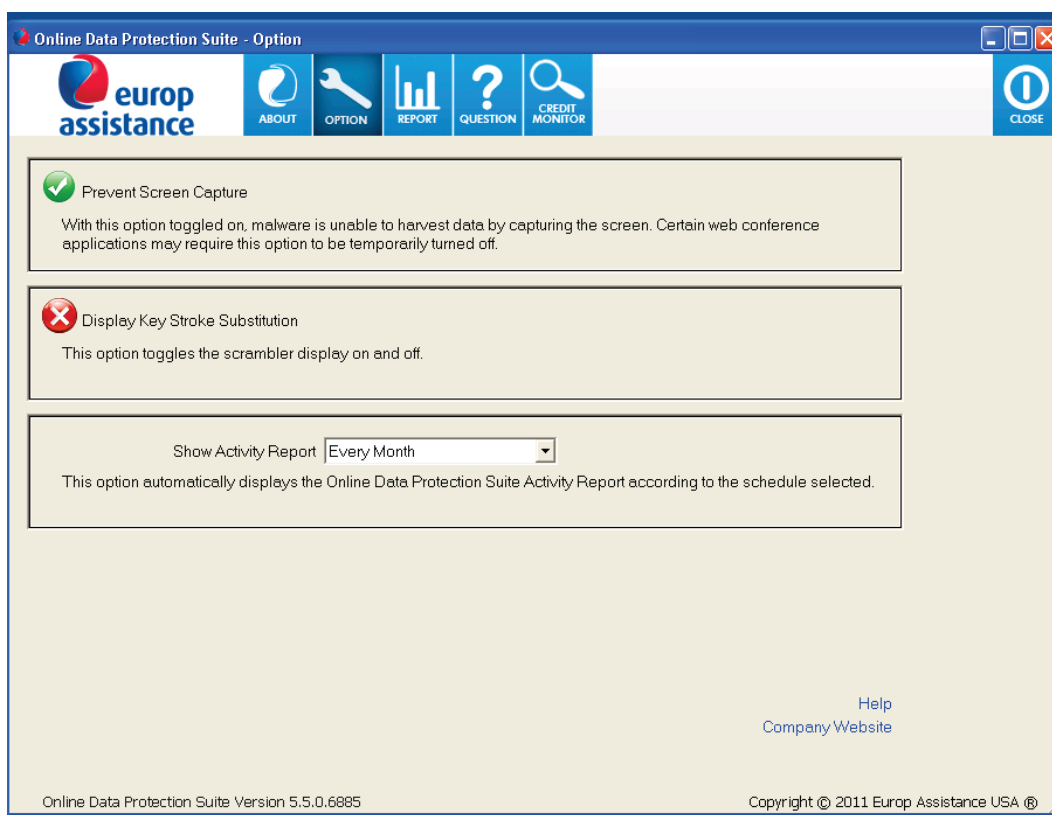 Online Data Protection Suite - Option
europ
assistance
ABOUT
OPTION
REPORT
QUESTION
CREDIT
MONITOR
CLOSE
Prevent Screen Capture
With this option toggled on, malware is unable to harvest data by capturing the screen. Certain web conference
applications may require this option to be temporarily turned off.
Display Key Stroke Substitution
This option toggles the scrambler display on and off.
Show Activity Report Every Month
This option automatically displays the Online Data Protection Suite Activity Report according to the schedule selected.
Help
Company Website
Online Data Protection Suite Version 5.5.0.6885
Copyright © 2011 Europ Assistance USA ®